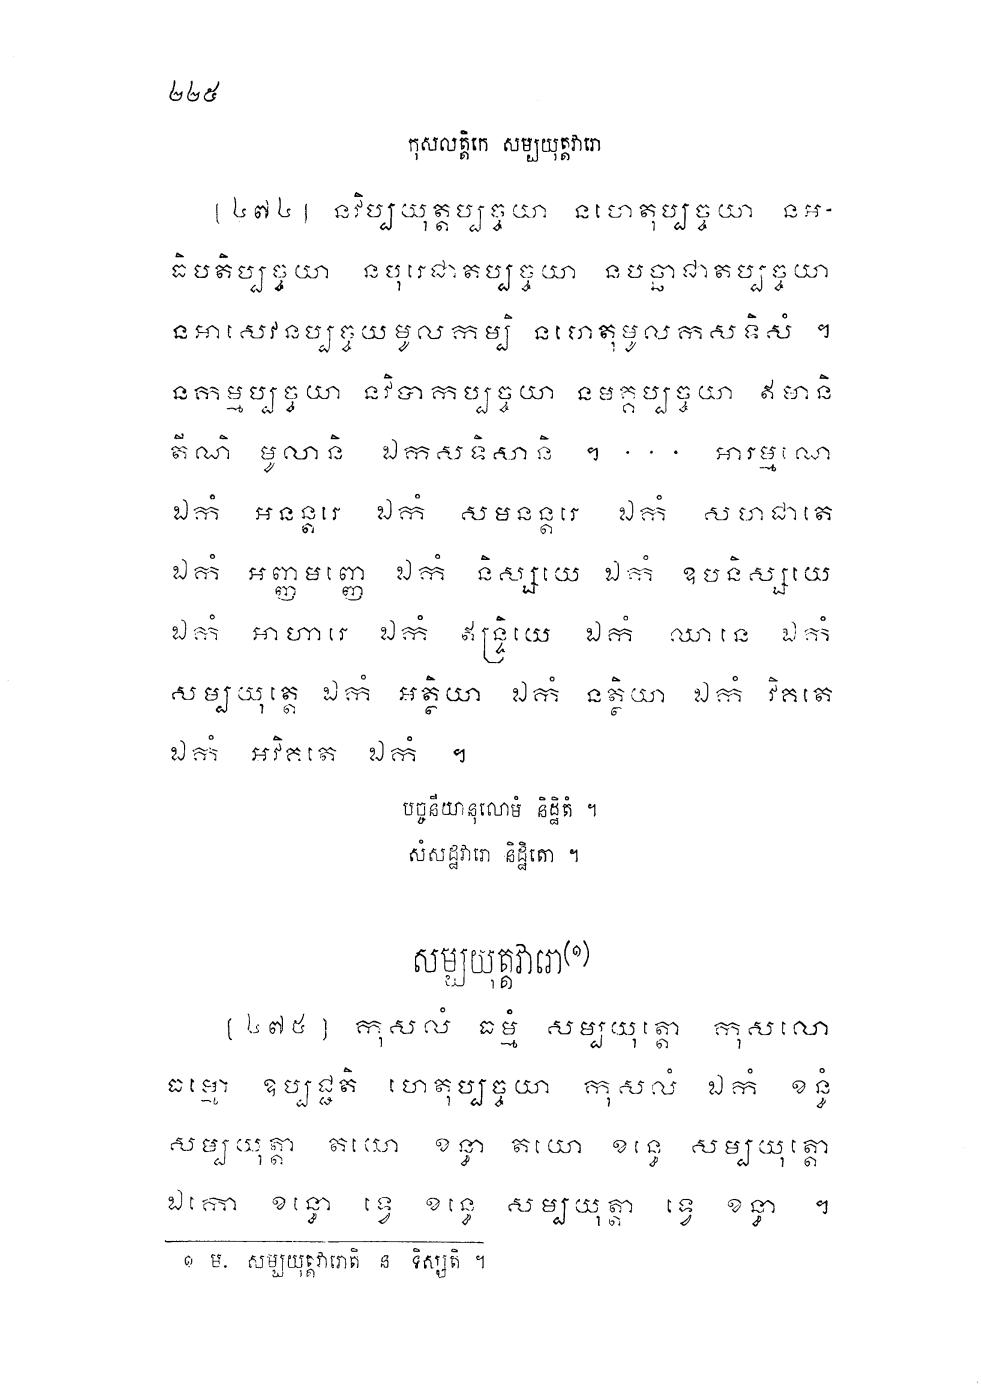 ២២៥
កុសលត្តិកេ សម្បយុត្តវារោ
[៤៧៤] នវិប្បយុត្តប្បច្ចយា នហេតុប្បច្ចយា នអ-
ធិបតិប្បច្ចយា នបុរេជាតប្បច្ចយា នបច្ឆាជាតប្បច្ចយា
នអាសេវនប្បច្ចយមូលកម្បិ នហេតុមូលកសទិសំ ។
នកម្មប្បច្ចយា នវិបាកប្បច្ចយា នមគ្គប្បច្ចយា ឥមានិ
តីណិ មូលានិ ឯកសទិសានិ ។ . . . អារម្មណេ
ឯកំ អនន្តរេ ឯកំ សមនន្តរេ ឯកំ សហជាតេ
ឯកំ អញ្ញមញ្ញេ ឯកំ និស្សយេ ឯកំ ឧបនិស្សយេ
ឯកំ អាហារេ ឯកំ ឥន្ទ្រិយេ ឯកំ ឈានេ ឯកំ
សម្បយុត្តេ ឯកំ អត្ថិយា ឯកំ នត្ថិយា ឯកំ វិគតេ
ឯកំ អវិគតេ ឯកំ ។
បច្ចនីយានុលោមំ និដ្ឋិតំ ។
សំសដ្ឋវារោ និដ្ឋិតោ ។
សម្បយុត្តវារោ(១)
[៤៧៥] កុសលំ ធម្មំ សម្បយុត្តោ កុសលោ
ធម្មោ ឧប្បជ្ជតិ ហេតុប្បច្ចយា កុសលំ ឯកំ ខន្ធំ
សម្បយុត្តា តយោ ខន្ធា តយោ ខន្ធេ សម្បយុត្តោ
ឯកោ ខន្ធោ ទ្វេ ខន្ធេ សម្បយុត្តា ទ្វេ ខន្ធា ។
១ ម. សម្បយុត្តវារោតិ ន ទិស្សតិ ។